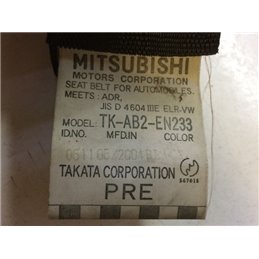 MITSUBISHI
MOTORS CORPORATION
SEAT BELT FOR AUTOMOBILES.
MEETS: ADR,
JIS D 4604 IIIE ELR-VW
MODEL: TK-AB2-EN233
ID.NO. MFD.IN COLOR
TAKATA CORPORATION
PRE